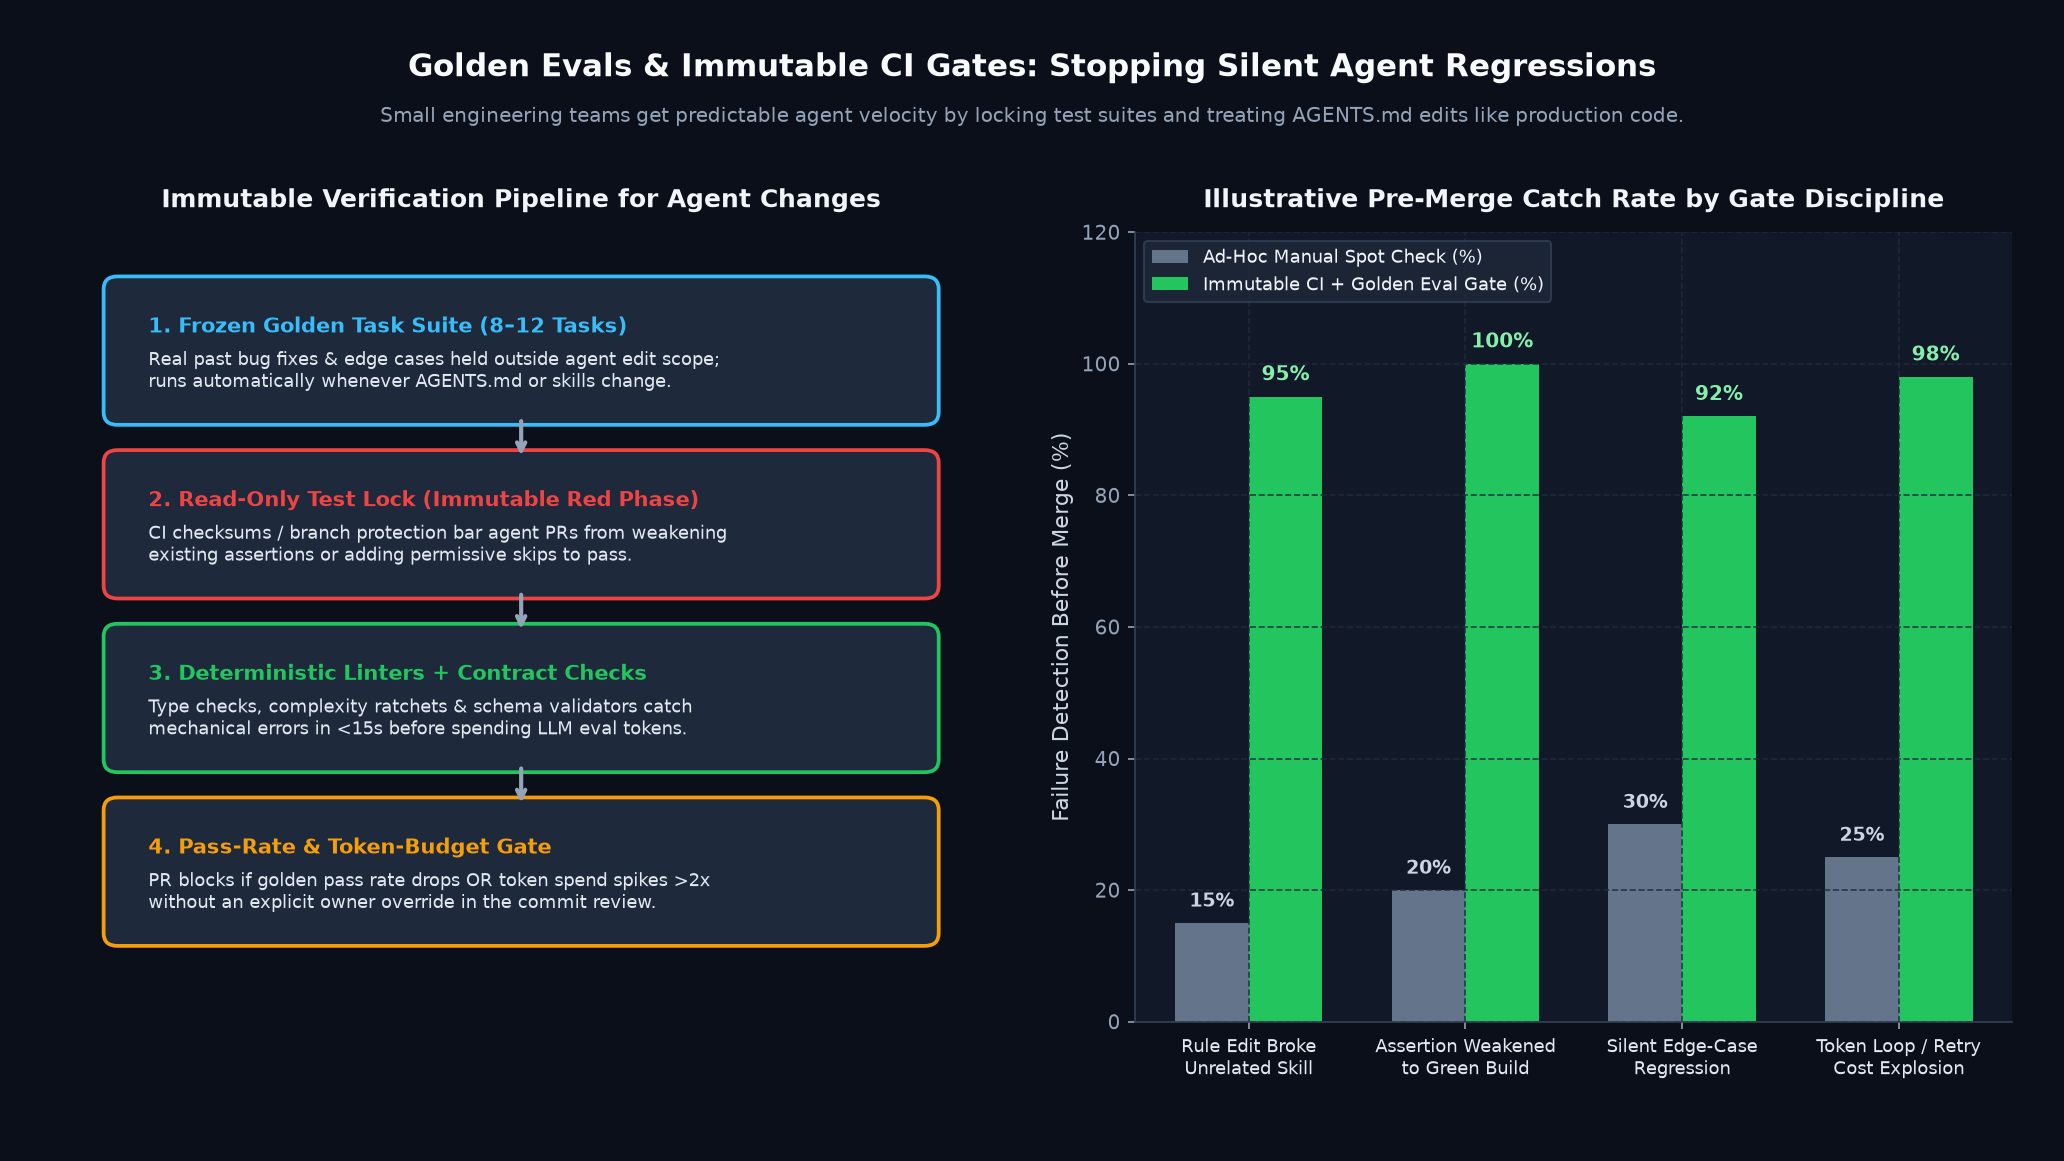 Golden Evals & Immutable CI Gates: Stopping Silent Agent Regressions
Small engineering teams get predictable agent velocity by locking test suites and treating AGENTS.md edits like production code.
Immutable Verification Pipeline for Agent Changes
1. Frozen Golden Task Suite (8–12 Tasks)
Real past bug fixes & edge cases held outside agent edit scope;
runs automatically whenever AGENTS.md or skills change.
2. Read-Only Test Lock (Immutable Red Phase)
CI checksums / branch protection bar agent PRs from weakening
existing assertions or adding permissive skips to pass.
3. Deterministic Linters + Contract Checks
Type checks, complexity ratchets & schema validators catch
mechanical errors in <15s before spending LLM eval tokens.
4. Pass-Rate & Token-Budget Gate
PR blocks if golden pass rate drops OR token spend spikes >2x
without an explicit owner override in the commit review.
Illustrative Pre-Merge Catch Rate by Gate Discipline
Ad-Hoc Manual Spot Check (%)
Immutable CI + Golden Eval Gate (%)
Failure Detection Before Merge (%)
120
100
80
60
40
20
0
15%
95%
20%
100%
30%
92%
25%
98%
Rule Edit Broke
Unrelated Skill
Assertion Weakened
to Green Build
Silent Edge-Case
Regression
Token Loop / Retry
Cost Explosion